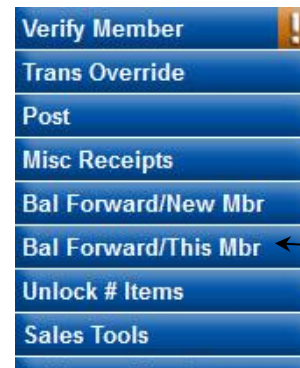 Verify Member
Trans Override
Post
Misc Receipts
Bal Forward/New Mbr
Bal Forward/This Mbr
Unlock # Items
Sales Tools